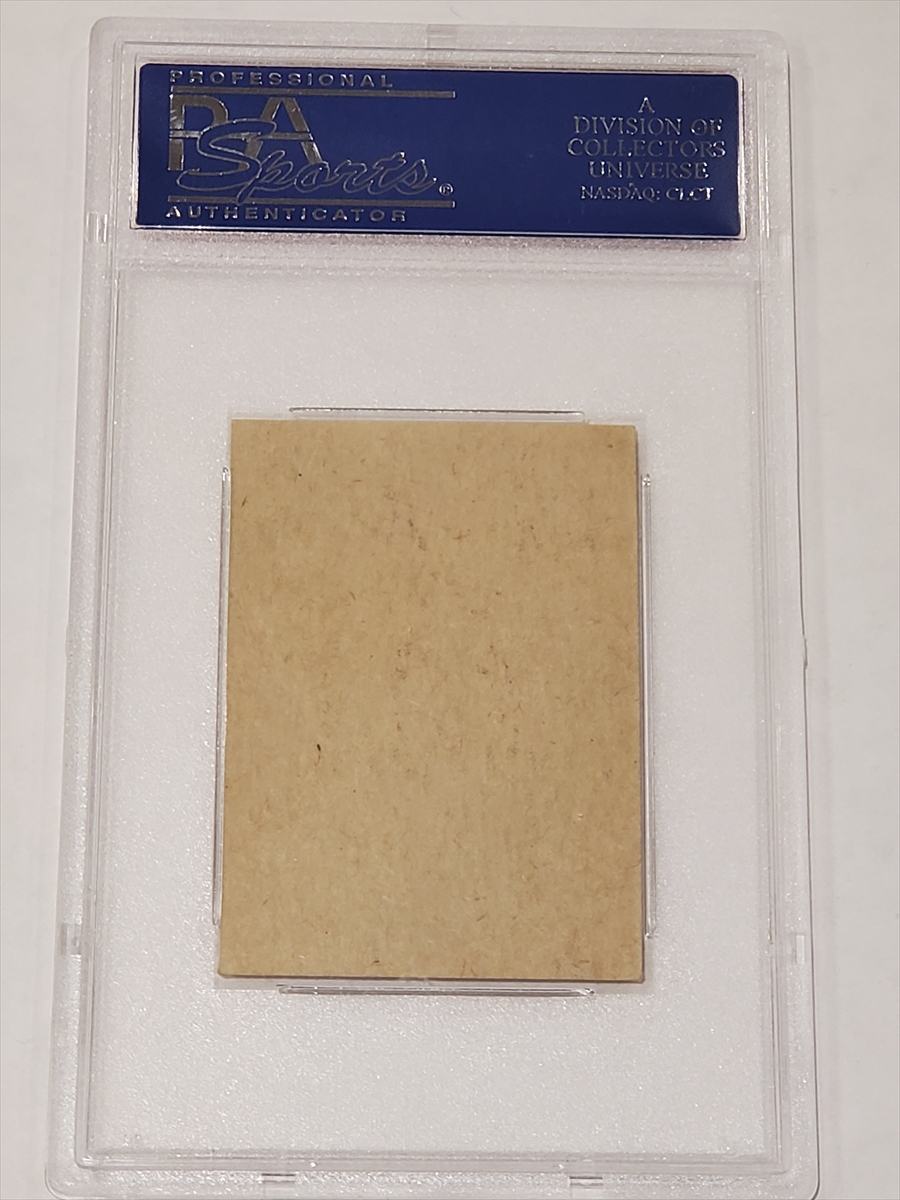 PROFESSIONAL
PSA
Sports®
AUTHENTICATOR
A
DIVISION OF
COLLECTORS
UNIVERSE
NASDAQ: CLCT